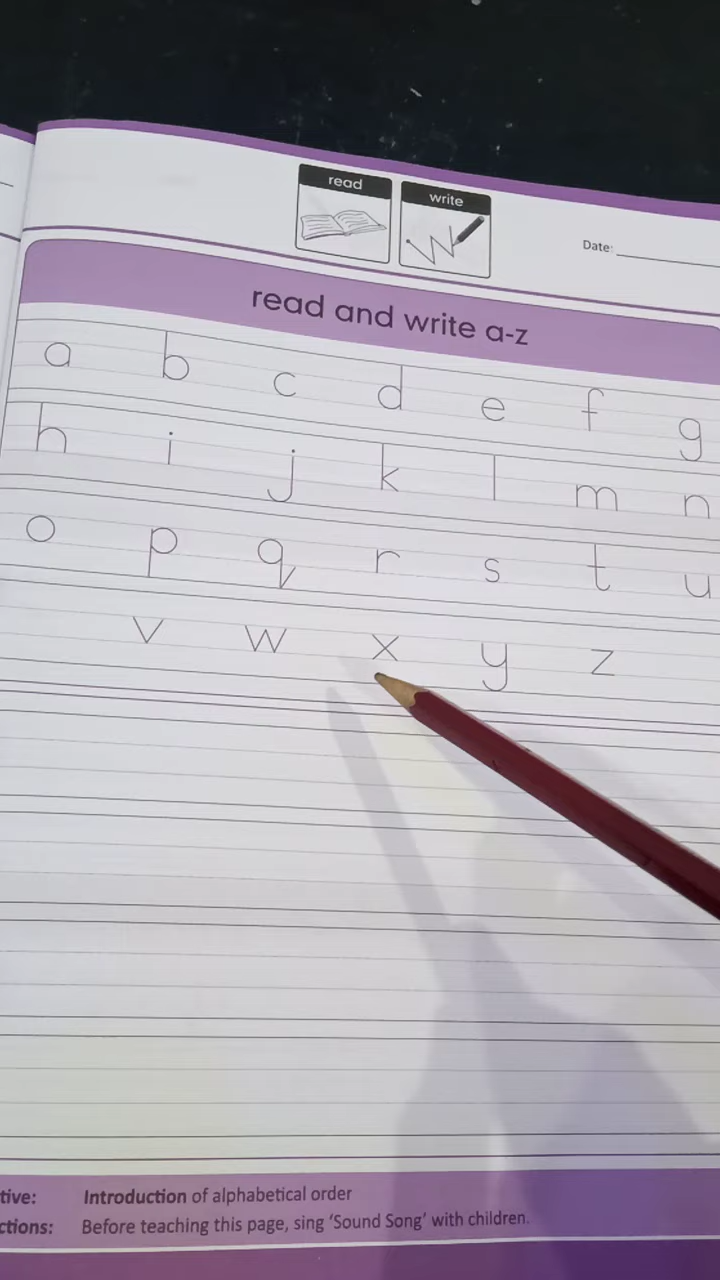 read write
Date:
read and write a-z
a b c d e f g
h i j k l m n
o p q r s t u
v w x y z
tive: Introduction of alphabetical order
ctions: Before teaching this page, sing ‘Sound Song’ with children.